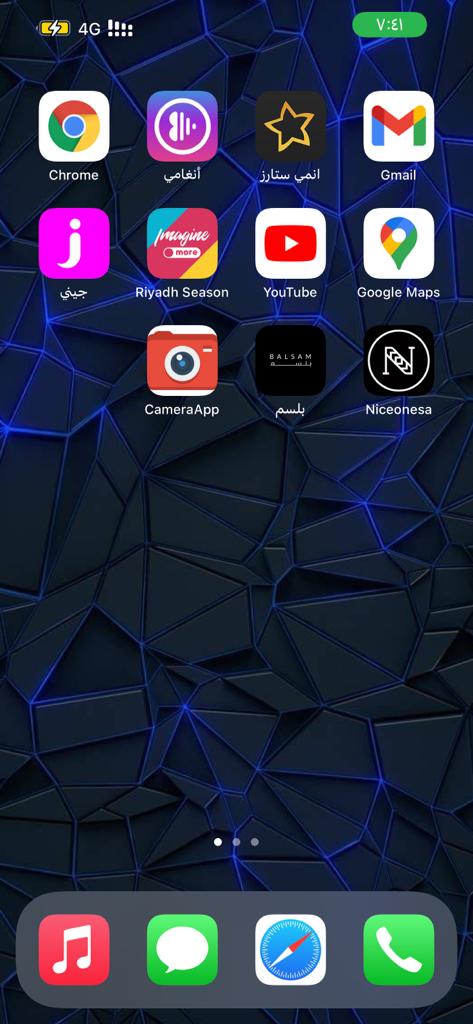 4G
٧:٤١
Gmail
انمي ستارز
أنغامي
Chrome
Google Maps
YouTube
Imagine
more
Riyadh Season
j
جيني
N
Niceonesa
BALSAM
بلسم
بلسم
CameraApp